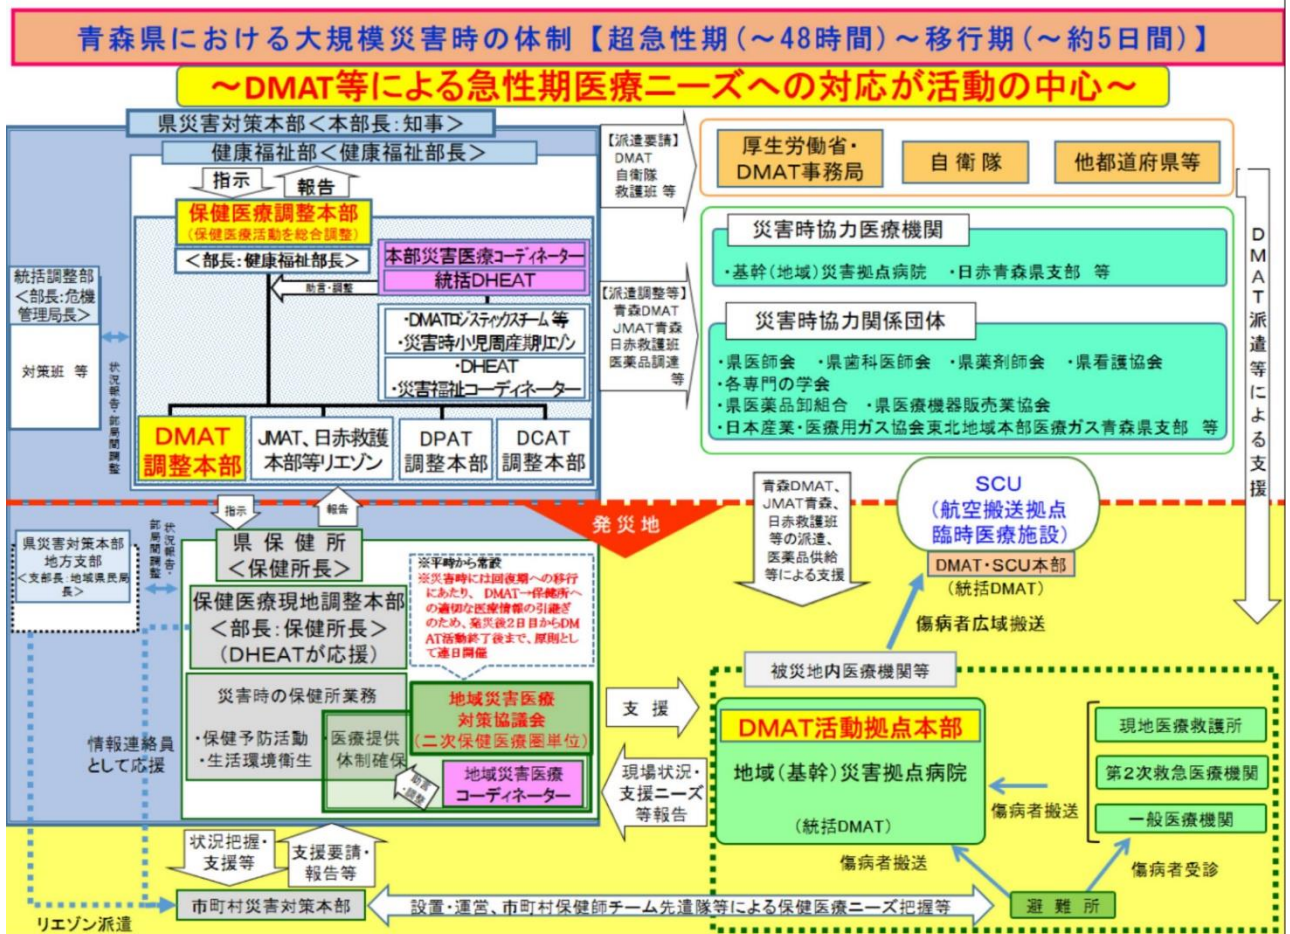 青森県における大規模災害時の体制【超急性期(～48時間)～移行期(～約5日間)】
～DMAT等による急性期医療ニーズへの対応が活動の中心～
県災害対策本部<本部長:知事>
健康福祉部<健康福祉部長>
指示
報告
保健医療調整本部
(保健医療活動を総合調整)
<部長:健康福祉部長>
本部災害医療コーディネーター
統括DHEAT
助言・調整
・DMATロジスティックスチーム等
・災害時小児周産期リエゾン
・DHEAT
・災害福祉コーディネーター
DMAT
調整本部
JMAT、日赤救護
本部等リエゾン
DPAT
調整本部
DCAT
調整本部
統括調整部
<部長:危機
管理局長>
対策班 等
状況報告・部局間調整
【派遣要請】
DMAT
自衛隊
救護班 等
厚生労働省・
DMAT事務局
自衛隊
他都道府県等
【派遣調整等】
青森DMAT
JMAT青森
日赤救護班
医薬品調達
等
災害時協力医療機関
・基幹(地域)災害拠点病院 ・日赤青森県支部 等
災害時協力関係団体
・県医師会 ・県歯科医師会 ・県薬剤師会 ・県看護協会
・各専門の学会
・県医薬品卸組合 ・県医療機器販売業協会
・日本産業・医療用ガス協会東北地域本部医療ガス青森県支部 等
DMAT派遣等による支援
指示
報告
発災地
青森DMAT、
JMAT青森、
日赤救護班
等の派遣、
医薬品供給
等による支援
SCU
(航空搬送拠点
臨時医療施設)
DMAT・SCU本部
(統括DMAT)
傷病者広域搬送
県災害対策本部
地方支部
<支部長:地域県民局
長>
状況報告・
部局間調整
県保健所
<保健所長>
保健医療現地調整本部
<部長:保健所長>
(DHEATが応援)
※平時から常設
※災害時には回復期への移行
にあたり、DMAT→保健所へ
の適切な医療情報の引継ぎ
のため、発災後2日目からDM
AT活動終了後まで、原則とし
て連日開催
災害時の保健所業務
・保健予防活動
・生活環境衛生
・医療提供
体制確保
地域災害医療
対策協議会
(二次保健医療圏単位)
地域災害医療
コーディネーター
助言
・調整
情報連絡員
として応援
支援
現場状況・
支援ニーズ
等報告
被災地内医療機関等
DMAT活動拠点本部
地域(基幹)災害拠点病院
(統括DMAT)
現地医療救護所
第2次救急医療機関
一般医療機関
傷病者搬送
傷病者搬送
傷病者受診
状況把握・
支援等
支援要請・
報告等
リエゾン派遣
市町村災害対策本部
設置・運営、市町村保健師チーム先遣隊等による保健医療ニーズ把握等
避難所